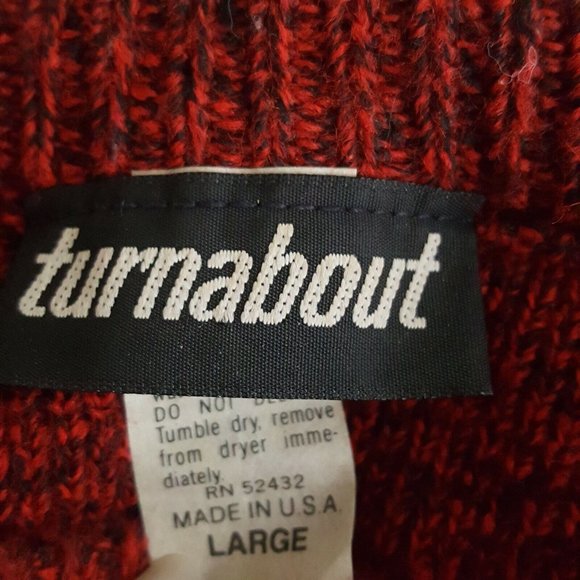 turnabout
DO NOT
Tumble dry, remove
from dryer imme-
diately.
RN 52432
MADE IN U.S.A.
LARGE